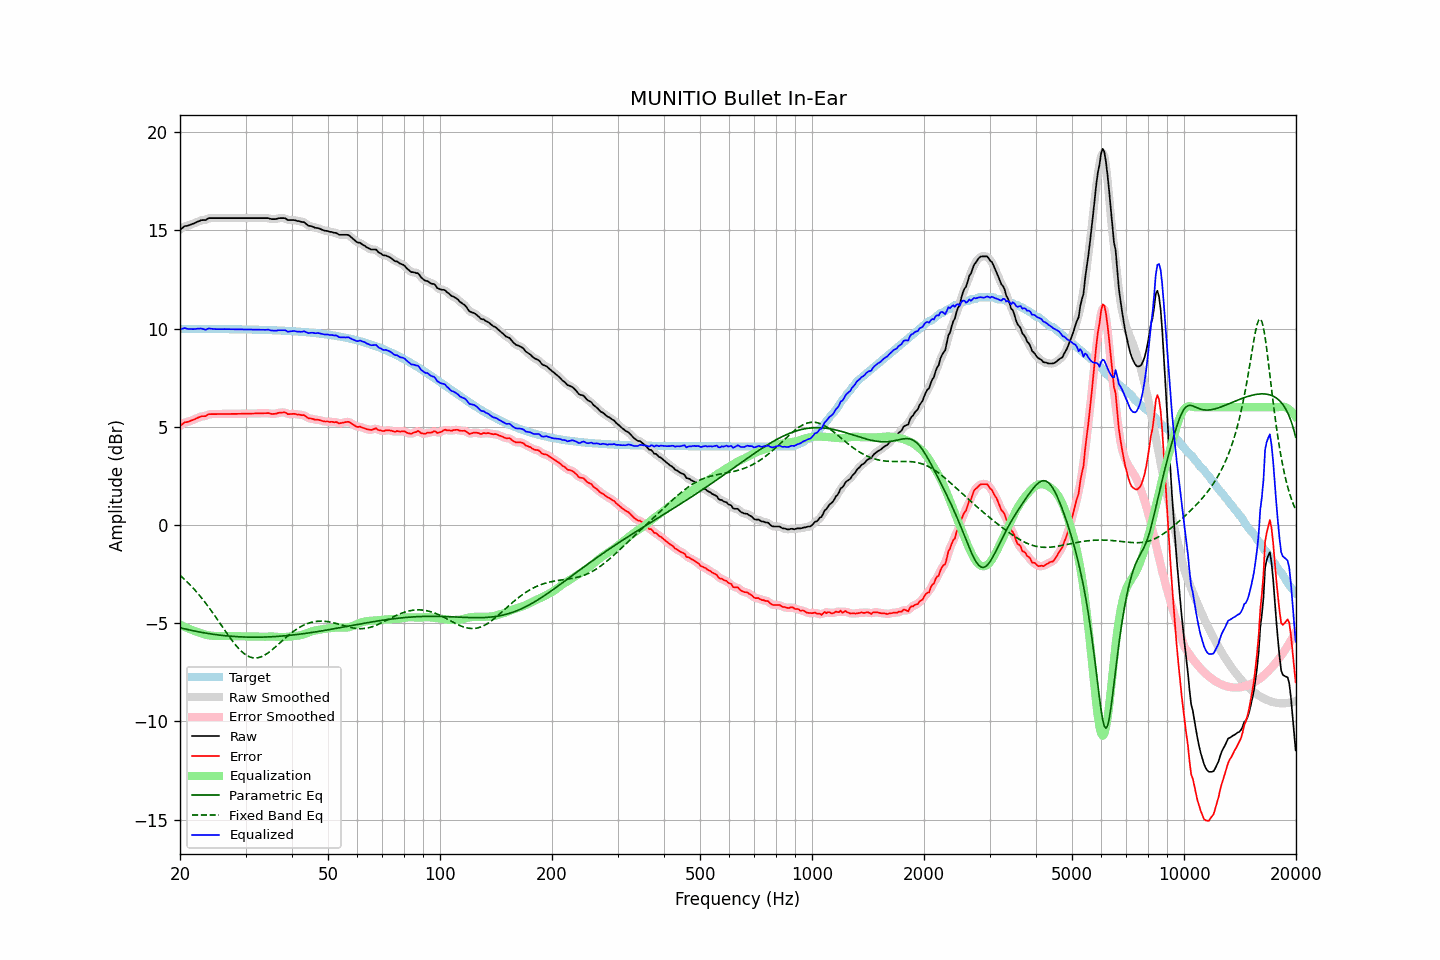 MUNITIO Bullet In-Ear
Amplitude (dBr)
20
15
10
5
0
−5
−10
−15
Target
Raw Smoothed
Error Smoothed
Raw
Error
Equalization
Parametric Eq
Fixed Band Eq
Equalized
20 50 100 200 500 1000 2000 5000 10000 20000
Frequency (Hz)